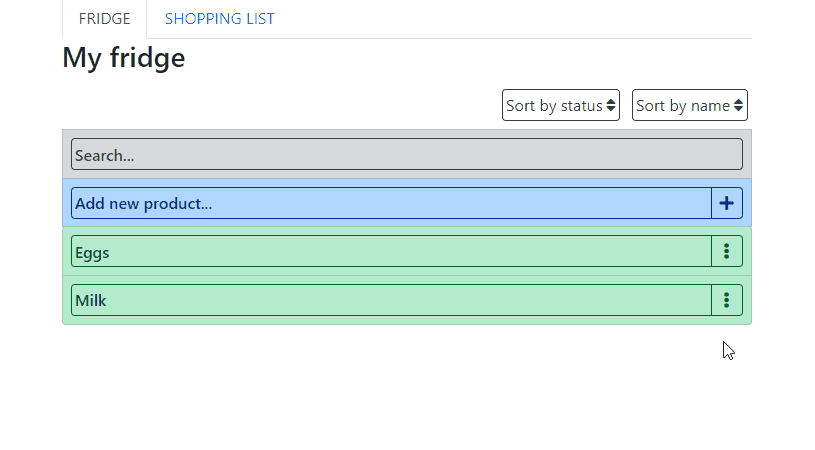 FRIDGE SHOPPING LIST
My fridge
Sort by status Sort by name
Search...
Add new product...
Eggs
Milk